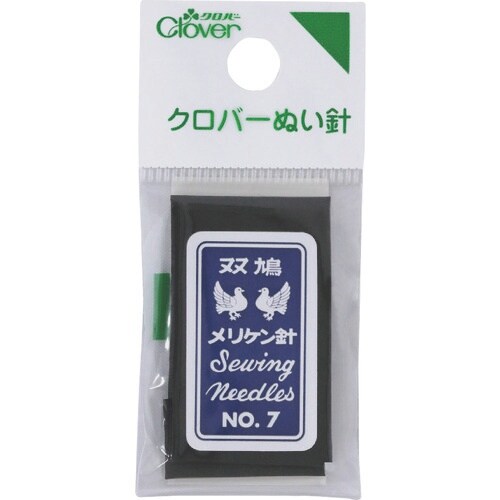 クロバー
Clover
クロバーぬい針
双鳩
メリケン針
Sewing
Needles
NO.7